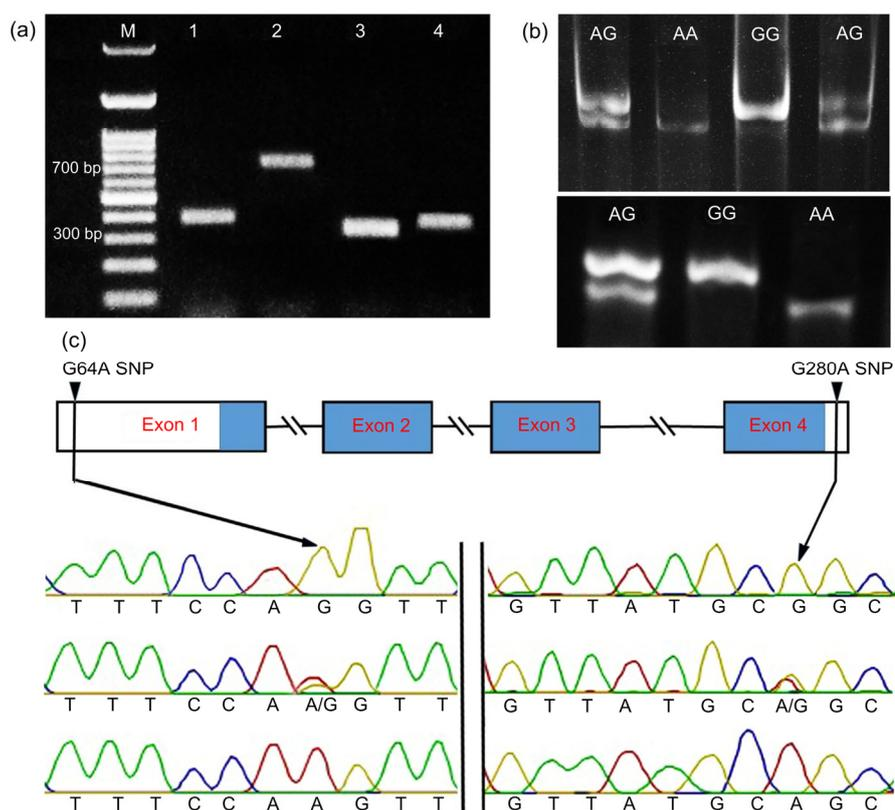 (a)
M 1 2 3 4
700 bp
300 bp
(b)
AG AA GG AG
AG GG AA
(c)
G64A SNP
G280A SNP
Exon 1 Exon 2 Exon 3 Exon 4
T T T C C A G G T T
G T T A T G C G G C
T T T C C A A/G G T T
G T T A T G C A/G G C
T T T C C A A G T T
G T T A T G C A G C